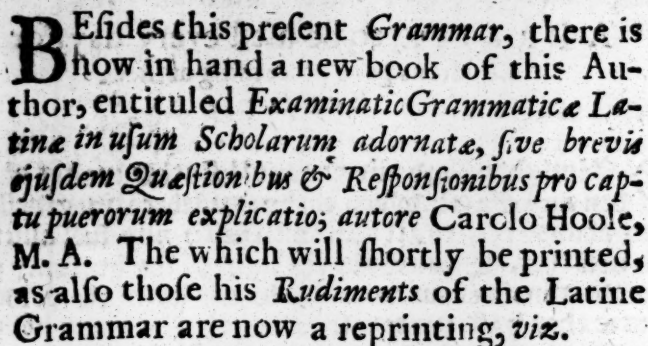 BEſides this preſent Grammar, there is
now in hand a new book of this Au-
thor, entituled Examinatio Grammaticæ La-
tinæ in uſum Scholarum adornatæ, ſive brevis
ejuſdem Quæſtionibus & Reſponſionibus pro cap-
tu puerorum explicatio; autore Carolo Hoole,
M. A. The which will ſhortly be printed,
as alſo thoſe his Rudiments of the Latine
Grammar are now a reprinting, viz.